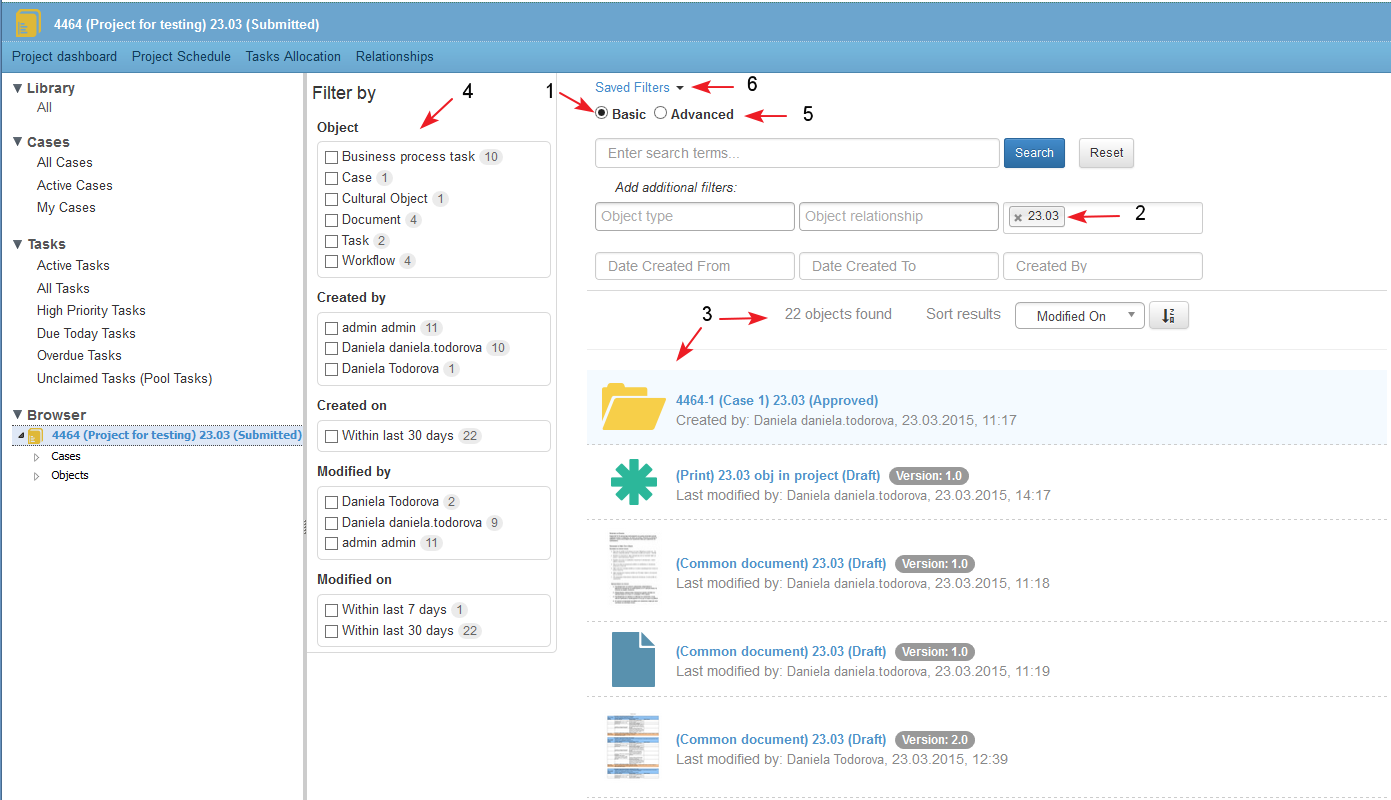 4464 (Project for testing) 23.03 (Submitted)
Project dashboard Project Schedule Tasks Allocation Relationships
Library
All
Cases
All Cases
Active Cases
My Cases
Tasks
Active Tasks
All Tasks
High Priority Tasks
Due Today Tasks
Overdue Tasks
Unclaimed Tasks (Pool Tasks)
Browser
4464 (Project for testing) 23.03 (Submitted)
Cases
Objects
Filter by
4
Object
Business process task 10
Case 1
Cultural Object 1
Document 4
Task 2
Workflow 4
Created by
admin admin 11
Daniela daniela.todorova 10
Daniela Todorova 1
Created on
Within last 30 days 22
Modified by
Daniela Todorova 2
Daniela daniela.todorova 9
admin admin 11
Modified on
Within last 7 days 1
Within last 30 days 22
Saved Filters 6
1 Basic Advanced 5
Enter search terms... Search Reset
Add additional filters:
Object type Object relationship 23.03 2
Date Created From Date Created To Created By
3 22 objects found Sort results Modified On
4464-1 (Case 1) 23.03 (Approved)
Created by: Daniela daniela.todorova, 23.03.2015, 11:17
(Print) 23.03 obj in project (Draft) Version: 1.0
Last modified by: Daniela daniela.todorova, 23.03.2015, 14:17
(Common document) 23.03 (Draft) Version: 1.0
Last modified by: Daniela daniela.todorova, 23.03.2015, 11:18
(Common document) 23.03 (Draft) Version: 1.0
Last modified by: Daniela daniela.todorova, 23.03.2015, 11:19
(Common document) 23.03 (Draft) Version: 2.0
Last modified by: Daniela Todorova, 23.03.2015, 12:39